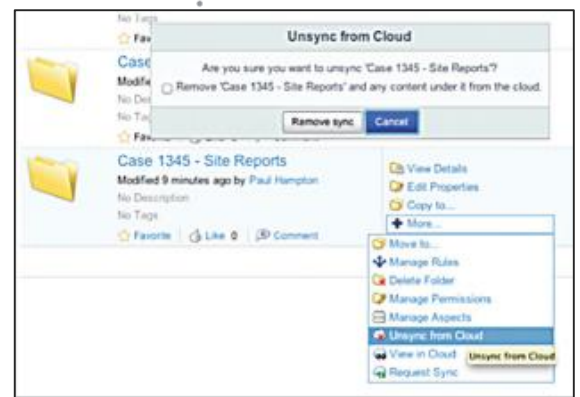 No Tags
Fav
Unsync from Cloud
Are you sure you want to unsync 'Case 1345 - Site Reports'?
Remove 'Case 1345 - Site Reports' and any content under it from the cloud.
Remove sync
Cancel
Case
Modifie
No Des
No Tag
Fav
Case 1345 - Site Reports
Modified 9 minutes ago by Paul Hampton
No Description
No Tags
Favorite
Like 0
Comment
View Details
Edit Properties
Copy to...
More...
Move to...
Manage Rules
Delete Folder
Manage Permissions
Manage Aspects
Unsync from Cloud
View in Cloud
Unsync from Cloud
Request Sync